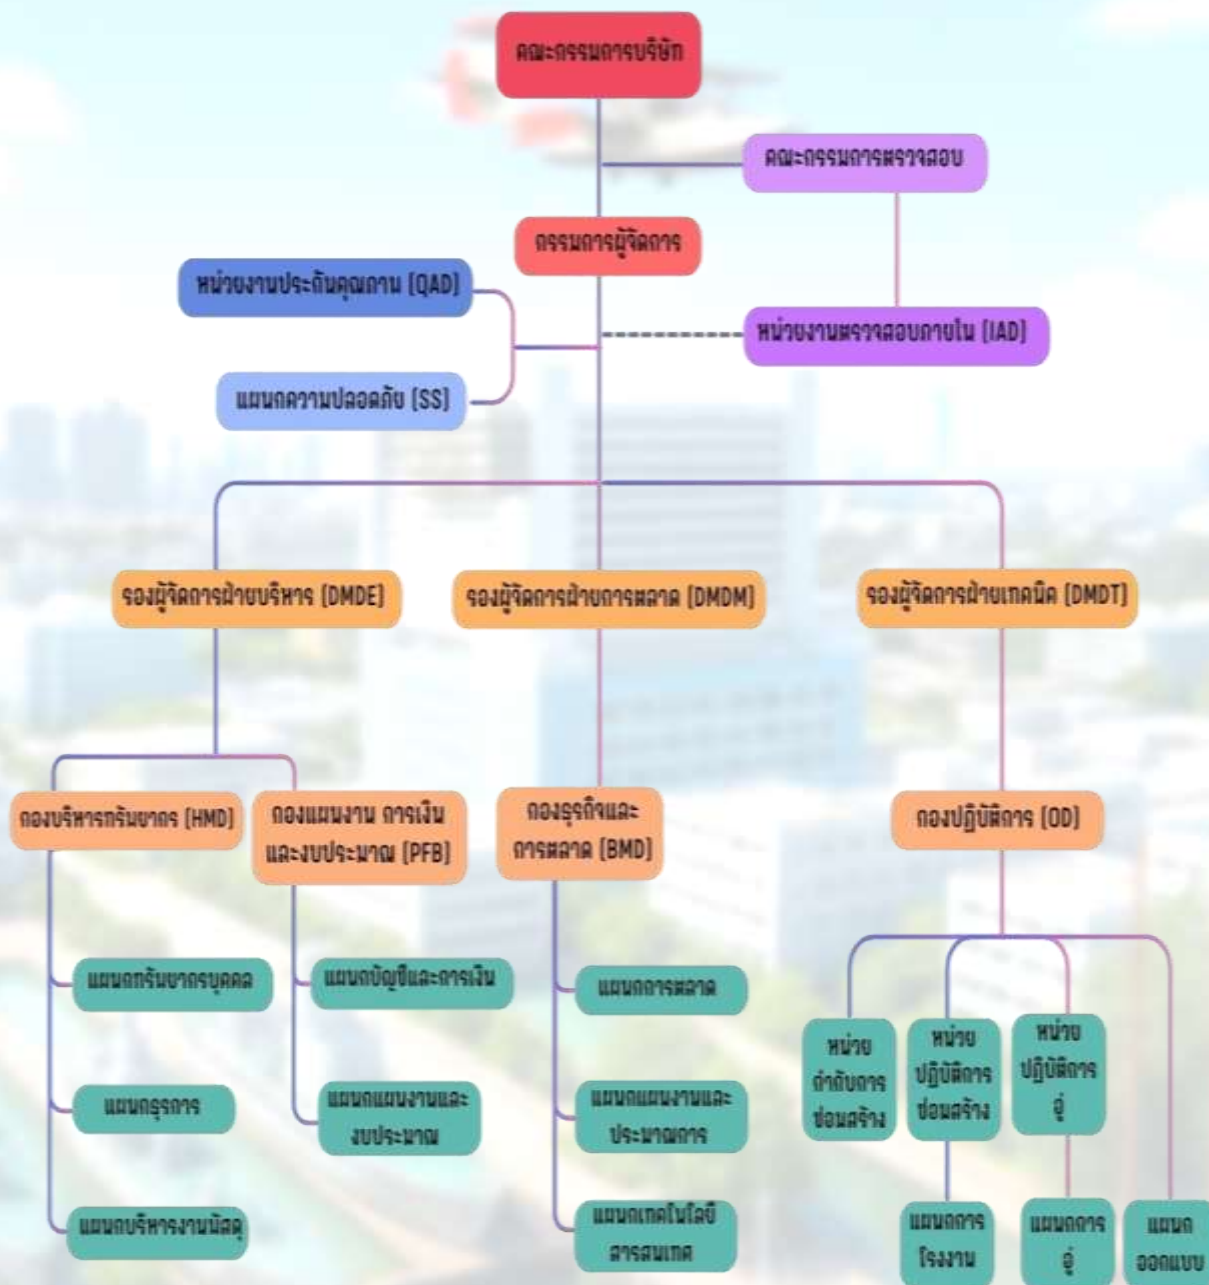 คณะกรรมการบริษัท
คณะกรรมการตรวจสอบ
กรรมการผู้จัดการ
หน่วยงานประกันคุณภาพ (QAD)
หน่วยงานตรวจสอบภายใน (IAD)
แผนกความปลอดภัย (SS)
รองผู้จัดการฝ่ายบริหาร (DMDE)
รองผู้จัดการฝ่ายการตลาด (DMDM)
รองผู้จัดการฝ่ายเทคนิค (DMDT)
กองบริหารทรัพยากร (HMD)
กองแผนงาน การเงิน
และงบประมาณ (PFB)
กองธุรกิจและ
การตลาด (BMD)
กองปฏิบัติการ (OD)
แผนกทรัพยากรบุคคล
แผนกธุรการ
แผนกบริหารงานพัสดุ
แผนกบัญชีและการเงิน
แผนกแผนงานและ
งบประมาณ
แผนกการตลาด
แผนกแผนงานและ
ประมาณการ
แผนกเทคโนโลยี
สารสนเทศ
หน่วย
กำกับการ
ซ่อมสร้าง
หน่วย
ปฏิบัติการ
ซ่อมสร้าง
หน่วย
ปฏิบัติการ
อู่
แผนกการ
โรงงาน
แผนกการ
อู่
แผนก
ออกแบบ